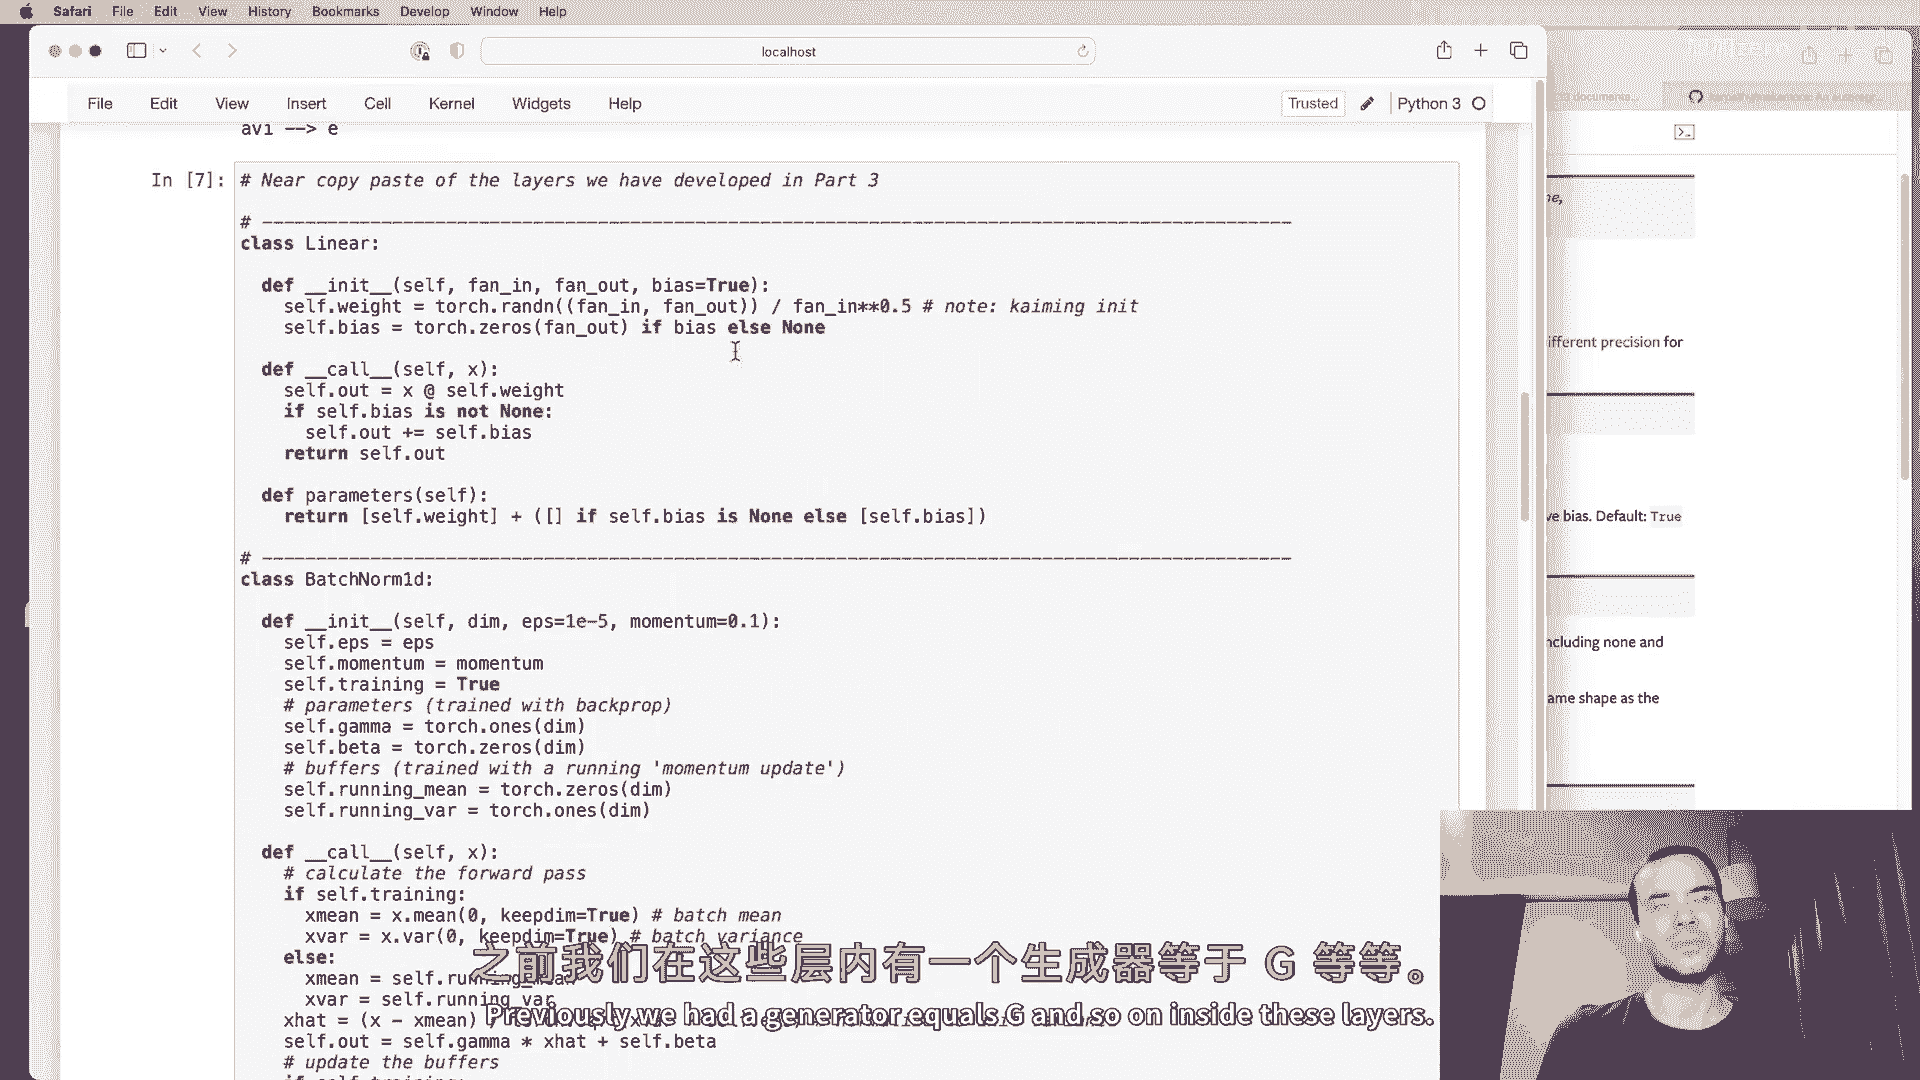 Safari File Edit View History Bookmarks Develop Window Help
localhost
File Edit View Insert Cell Kernel Widgets Help
Trusted
Python 3
avi --> e
In [7]:
# Near copy paste of the layers we have developed in Part 3
# -----------------------------------------------------------------------------------------------
class Linear:
def __init__(self, fan_in, fan_out, bias=True):
self.weight = torch.randn((fan_in, fan_out)) / fan_in**0.5 # note: kaiming init
self.bias = torch.zeros(fan_out) if bias else None
def __call__(self, x):
self.out = x @ self.weight
if self.bias is not None:
self.out += self.bias
return self.out
def parameters(self):
return [self.weight] + ([] if self.bias is None else [self.bias])
# -----------------------------------------------------------------------------------------------
class BatchNorm1d:
def __init__(self, dim, eps=1e-5, momentum=0.1):
self.eps = eps
self.momentum = momentum
self.training = True
# parameters (trained with backprop)
self.gamma = torch.ones(dim)
self.beta = torch.zeros(dim)
# buffers (trained with a running 'momentum update')
self.running_mean = torch.zeros(dim)
self.running_var = torch.ones(dim)
def __call__(self, x):
# calculate the forward pass
if self.training:
xmean = x.mean(0, keepdim=True) # batch mean
xvar = x.var(0, keepdim=True) # batch variance
else:
xmean = self.running_mean
xvar = self.running_var
xhat = (x - xmean)
self.out = self.gamma * xhat + self.beta
# update the buffers
之前我们在这些层内有一个生成器等于 G 等等。
Previously we had a generator equals G and so on inside these layers.
ne,
ifferent precision for
ve bias. Default: True
ncluding none and
ame shape as the